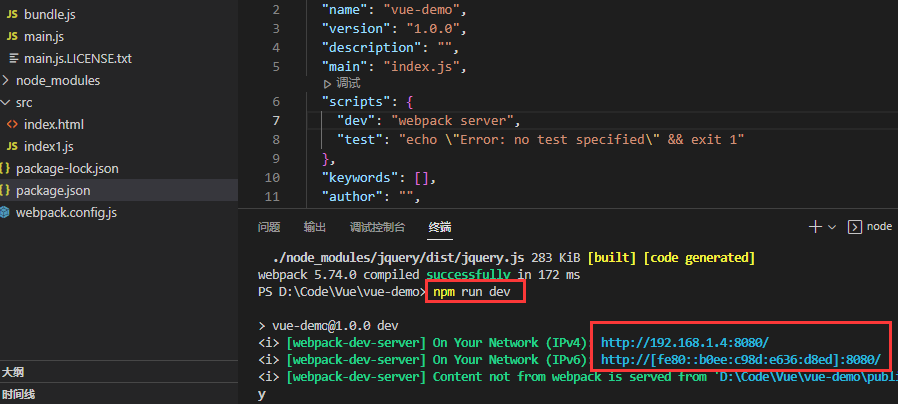 bundle.js
main.js
main.js.LICENSE.txt
node_modules
src
index.html
index1.js
package-lock.json
package.json
webpack.config.js
大纲
时间线
2 "name": "vue-demo",
3 "version": "1.0.0",
4 "description": "",
5 "main": "index.js",
调试
6 "scripts": {
7 "dev": "webpack server",
8 "test": "echo \"Error: no test specified\" && exit 1"
9 },
10 "keywords": [],
11 "author": "",
问题 输出 调试控制台 终端 node
./node_modules/jquery/dist/jquery.js 283 KiB [built] [code generated]
webpack 5.74.0 compiled successfully in 172 ms
PS D:\Code\Vue\vue-demo> npm run dev
> vue-demo@1.0.0 dev
<i> [webpack-dev-server] On Your Network (IPv4): http://192.168.1.4:8080/
<i> [webpack-dev-server] On Your Network (IPv6): http://[fe80::b0ee:c98d:e636:d8ed]:8080/
<i> [webpack-dev-server] Content not from webpack is served from 'D:\Code\Vue\vue-demo\publi
y